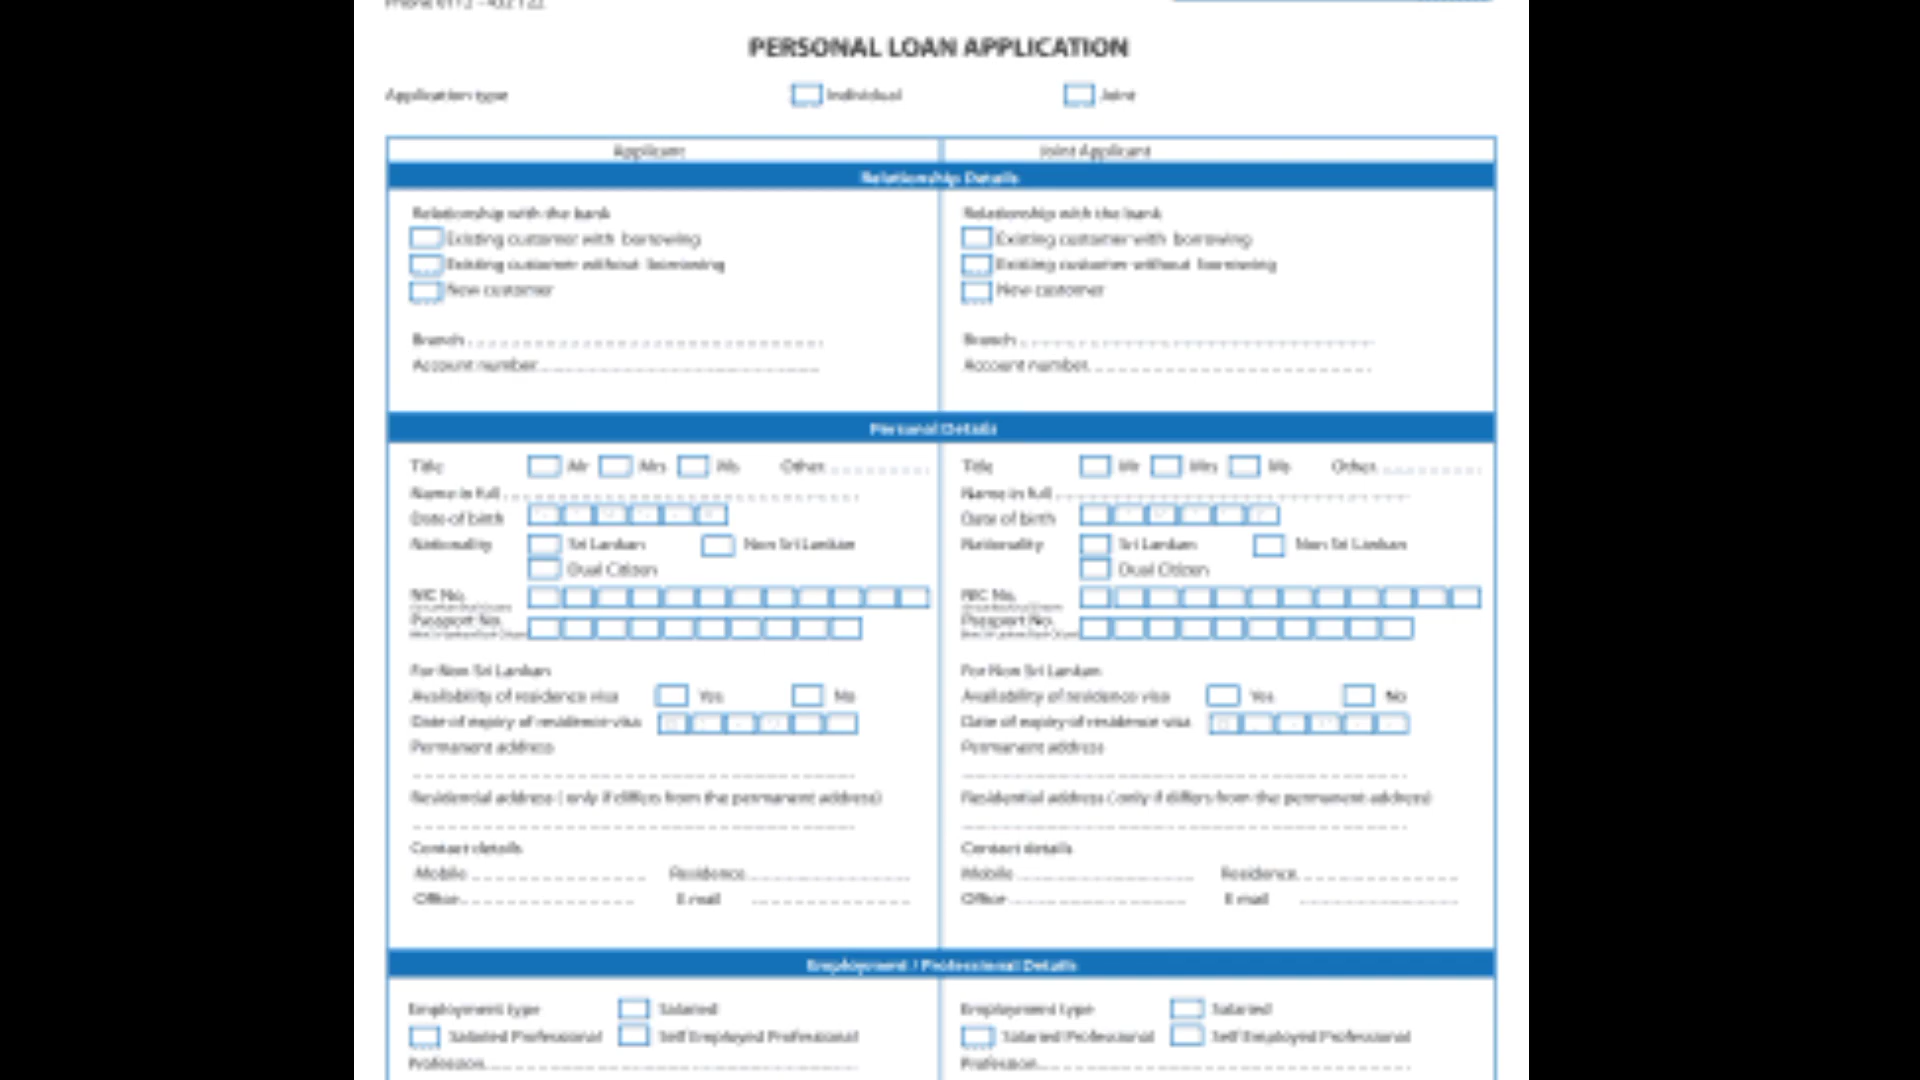 PERSONAL LOAN APPLICATION
Application type Individual Joint
Applicant Joint Applicant
Relationship Details
Relationship with the bank Relationship with the bank
Existing customer with borrowing Existing customer with borrowing
Existing customer without borrowing Existing customer without borrowing
New customer New customer
Branch Branch
Account number Account number
Personal Details
Title Mr Mrs Ms Other Title Mr Mrs Ms Other
Name in full Name in full
Date of birth Date of birth
Nationality Sri Lankan Non Sri Lankan Nationality Sri Lankan Non Sri Lankan
Dual Citizen Dual Citizen
NIC No. NIC No.
Passport No. Passport No.
For Non Sri Lankan For Non Sri Lankan
Availability of residence visa Yes No Availability of residence visa Yes No
Date of expiry of residence visa Date of expiry of residence visa
Permanent address Permanent address
Residential address ( only if differs from the permanent address) Residential address ( only if differs from the permanent address)
Contact details Contact details
Mobile Residence Mobile Residence
Office E mail Office E mail
Employment / Professional Details
Employment type Salaried Employment type Salaried
Salaried Professional Self Employed Professional Salaried Professional Self Employed Professional
Profession Profession